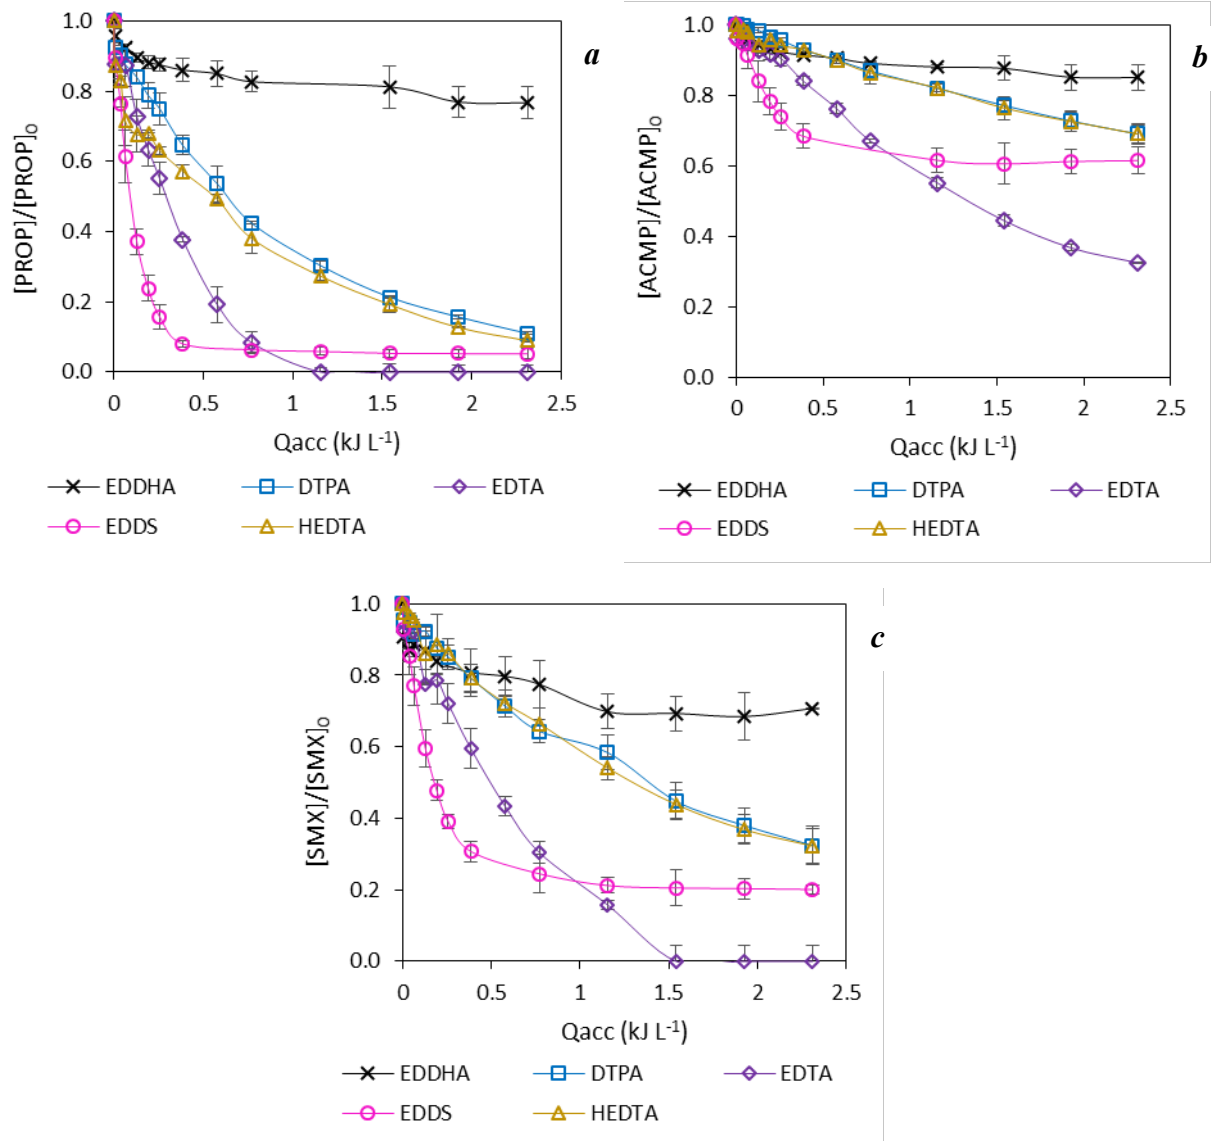 a
[PROP]/[PROP]₀
1.0
0.8
0.6
0.4
0.2
0.0
0 0.5 1 1.5 2 2.5
Qacc (kJ L⁻¹)
EDDHA DTPA EDTA
EDDS HEDTA
b
[ACMP]/[ACMP]₀
1.0
0.8
0.6
0.4
0.2
0.0
0 0.5 1 1.5 2 2.5
Qacc (kJ L⁻¹)
EDDHA DTPA EDTA
EDDS HEDTA
c
[SMX]/[SMX]₀
1.0
0.8
0.6
0.4
0.2
0.0
0 0.5 1 1.5 2 2.5
Qacc (kJ L⁻¹)
EDDHA DTPA EDTA
EDDS HEDTA